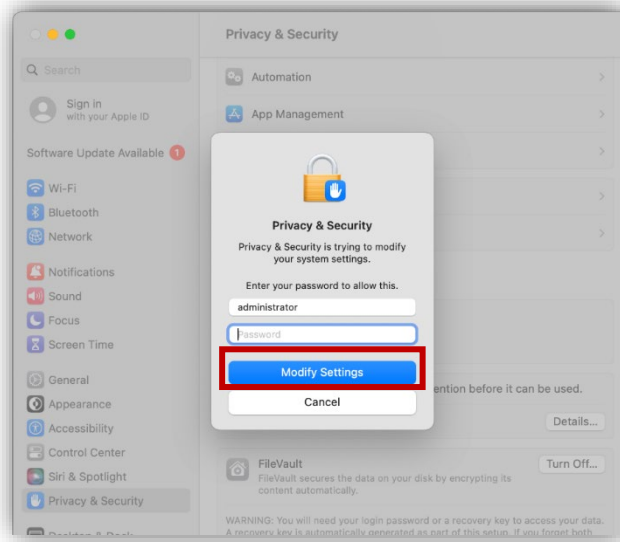 Privacy & Security
Search
Sign in
with your Apple ID
Software Update Available 1
Wi-Fi
Bluetooth
Network
Notifications
Sound
Focus
Screen Time
General
Appearance
Accessibility
Control Center
Siri & Spotlight
Privacy & Security
Desktop & Dock
Automation
App Management
Privacy & Security
Privacy & Security is trying to modify
your system settings.
Enter your password to allow this.
administrator
Password
Modify Settings
Cancel
ention before it can be used.
Details...
FileVault
Turn Off...
FileVault secures the data on your disk by encrypting its
content automatically.
WARNING: You will need your login password or a recovery key to access your data.
A recovery key is automatically generated as part of this setup. If you forget both